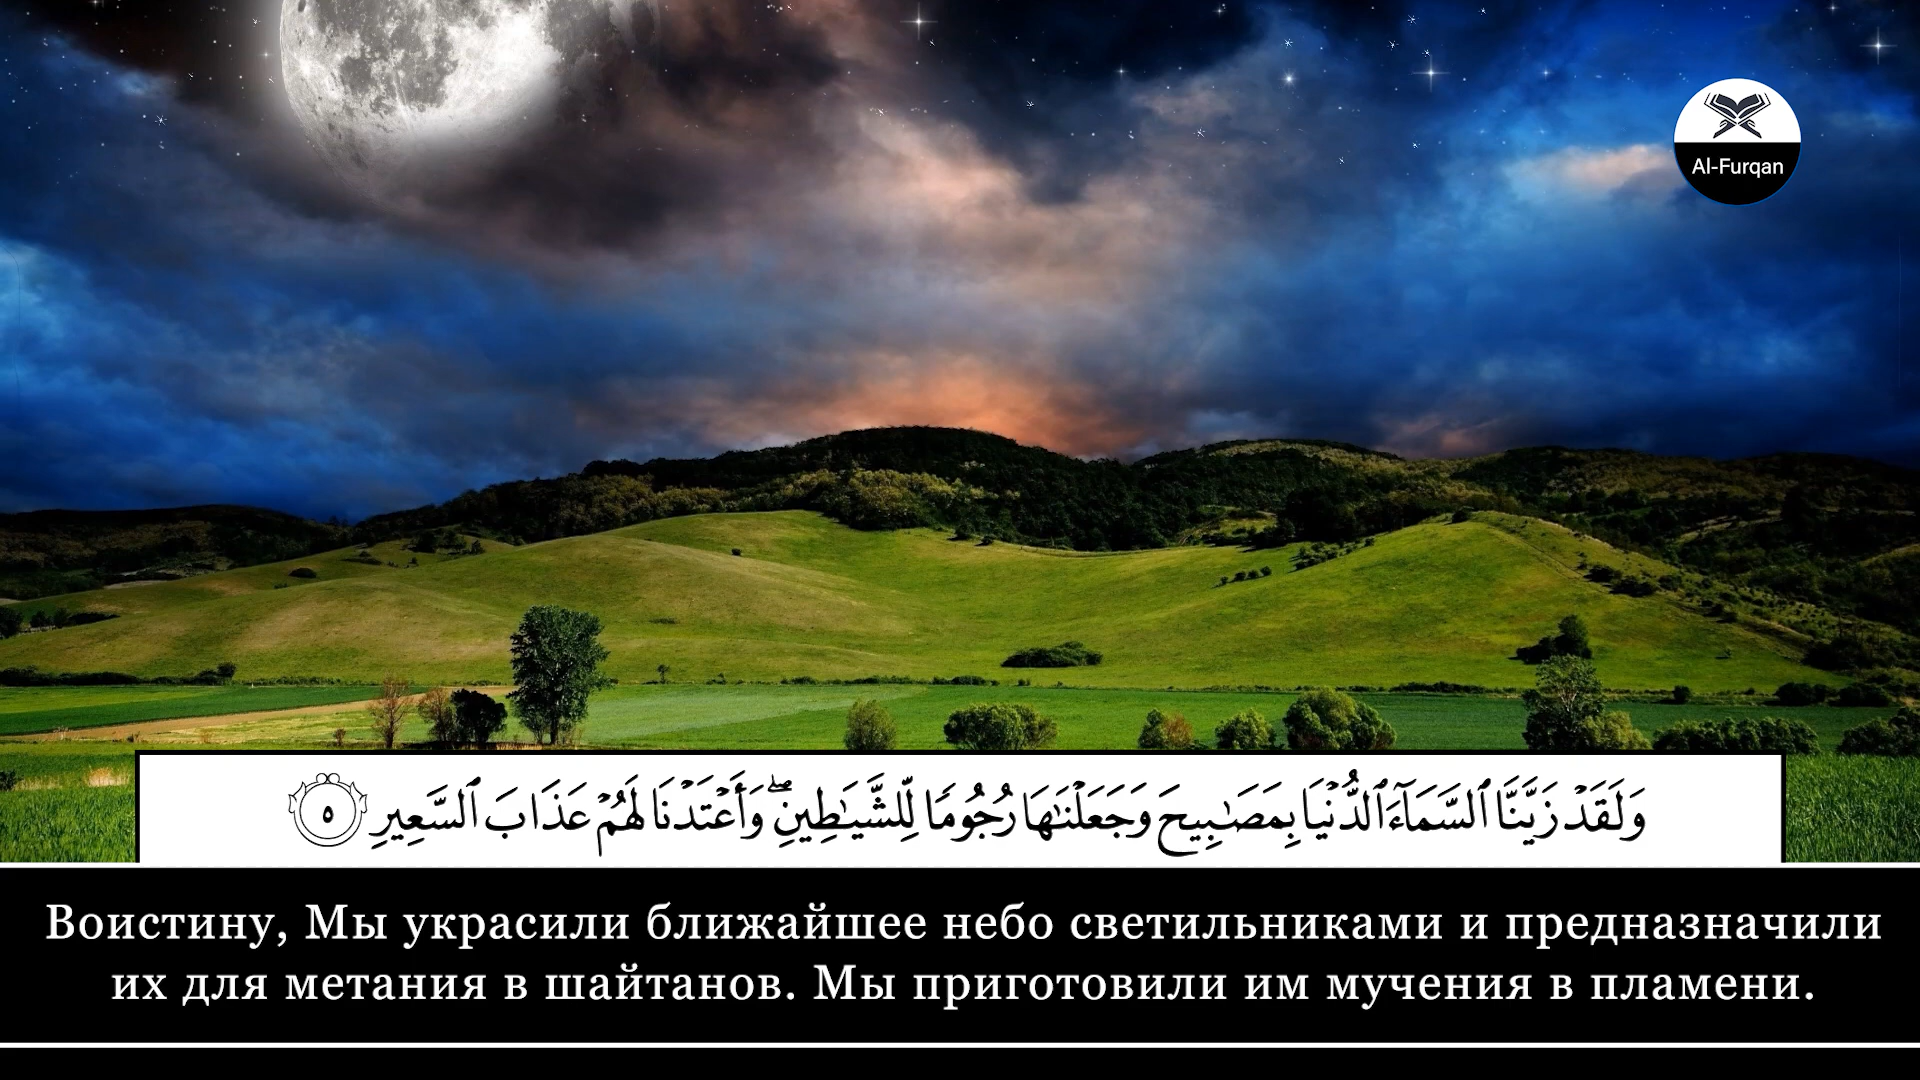 Al-Furqan
وَلَقَدۡ زَيَّنَّا ٱلسَّمَآءَ ٱلدُّنۡيَا بِمَصَٰبِيحَ وَجَعَلۡنَٰهَا رُجُومٗا لِّلشَّيَٰطِينِۖ وَأَعۡتَدۡنَا لَهُمۡ عَذَابَ ٱلسَّعِيرِ ٥
Воистину, Мы украсили ближайшее небо светильниками и предназначили
их для метания в шайтанов. Мы приготовили им мучения в пламени.